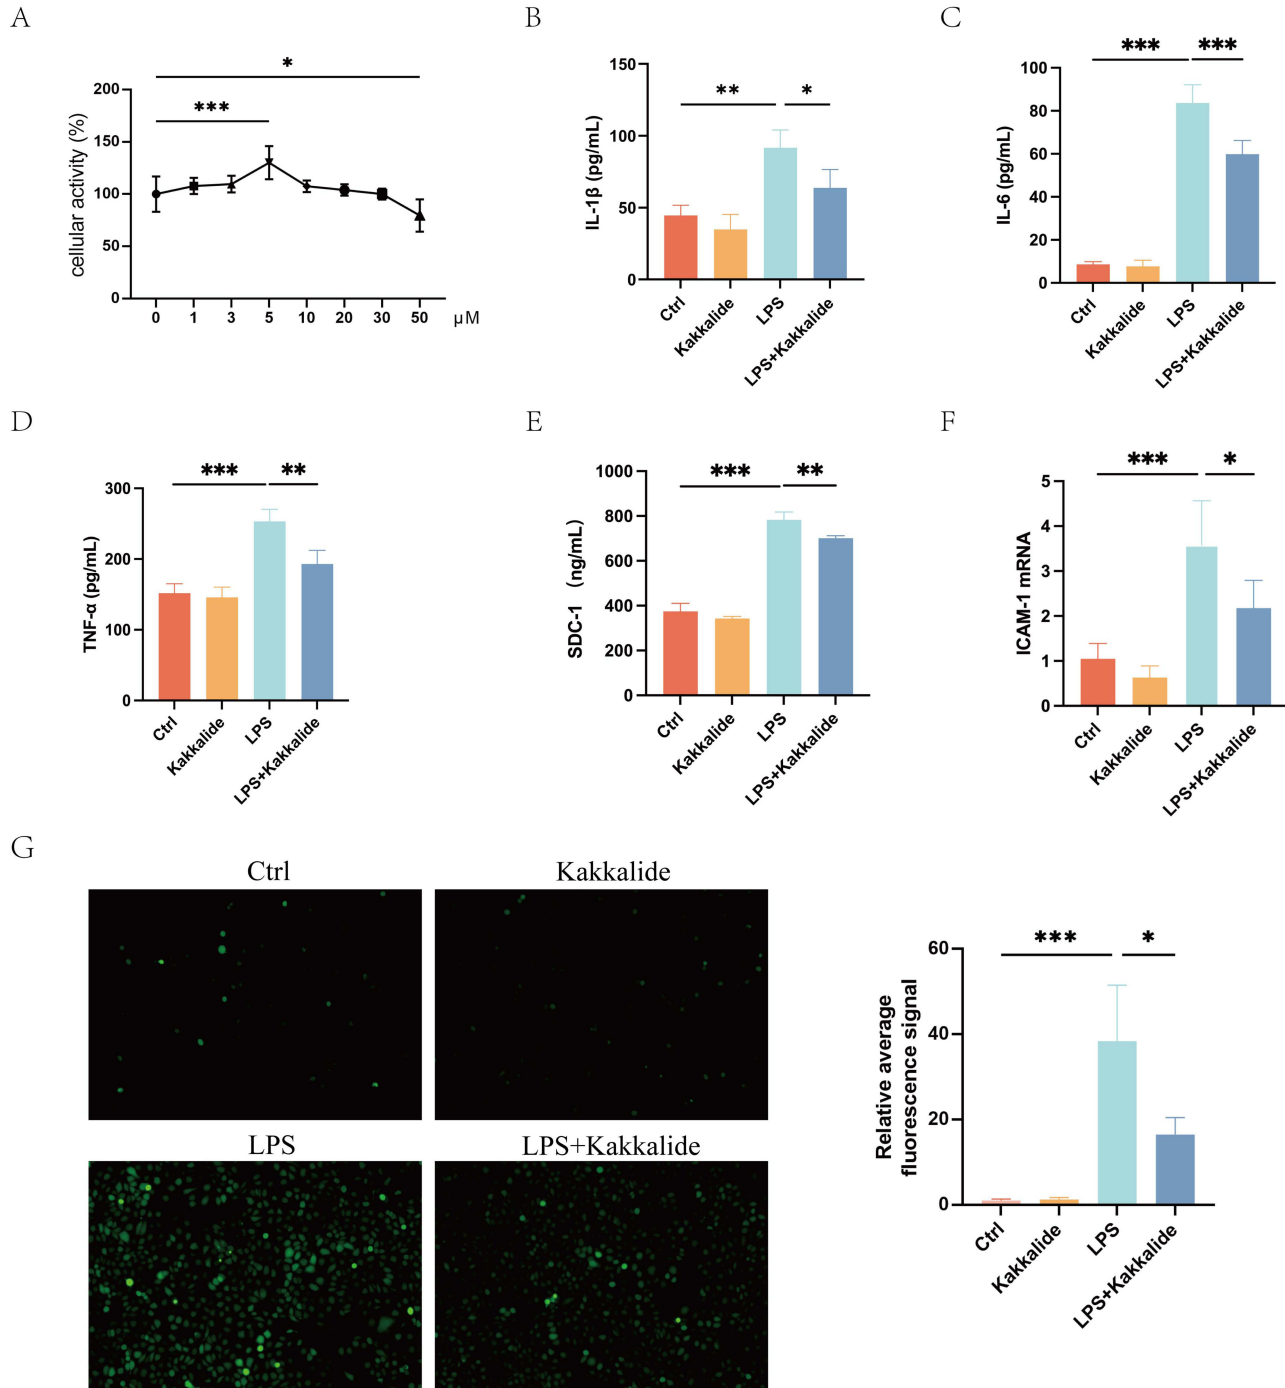 A
*
***
cellular activity (%)
200
150
100
50
0
0 1 3 5 10 20 30 50 μM
B
** *
IL-1β (pg/mL)
150
100
50
0
Ctrl
Kakkalide
LPS
LPS+Kakkalide
C
*** ***
IL-6 (pg/mL)
100
80
60
40
20
0
Ctrl
Kakkalide
LPS
LPS+Kakkalide
D
*** **
TNF-α (pg/mL)
300
200
150
100
0
Ctrl
Kakkalide
LPS
LPS+Kakkalide
E
*** **
SDC-1 (ng/mL)
1000
800
600
400
200
0
Ctrl
Kakkalide
LPS
LPS+Kakkalide
F
*** *
ICAM-1 mRNA
5
4
3
2
1
0
Ctrl
Kakkalide
LPS
LPS+Kakkalide
G
Ctrl
Kakkalide
LPS
LPS+Kakkalide
*** *
Relative average
fluorescence signal
60
40
20
0
Ctrl
Kakkalide
LPS
LPS+Kakkalide